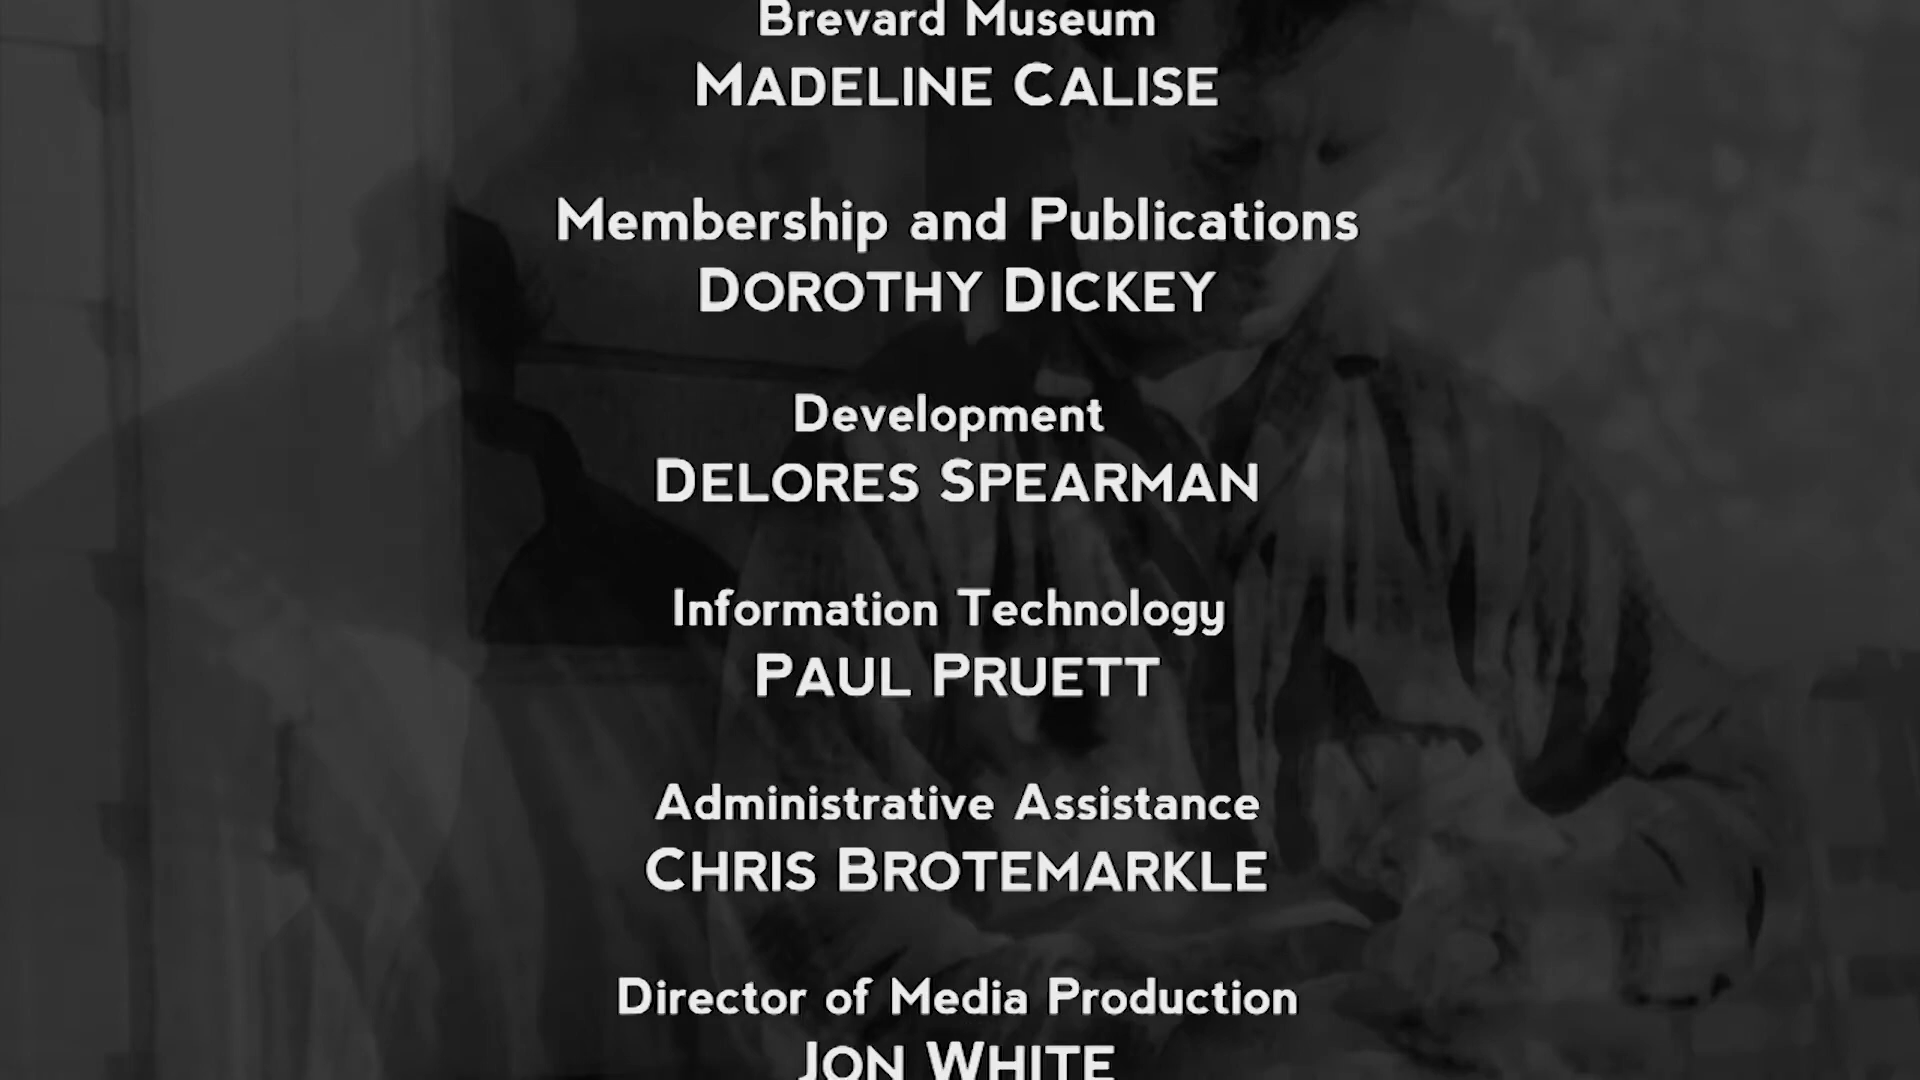 Brevard Museum
MADELINE CALISE
Membership and Publications
DOROTHY DICKEY
Development
DELORES SPEARMAN
Information Technology
PAUL PRUETT
Administrative Assistance
CHRIS BROTEMARKLE
Director of Media Production
JON WHITE